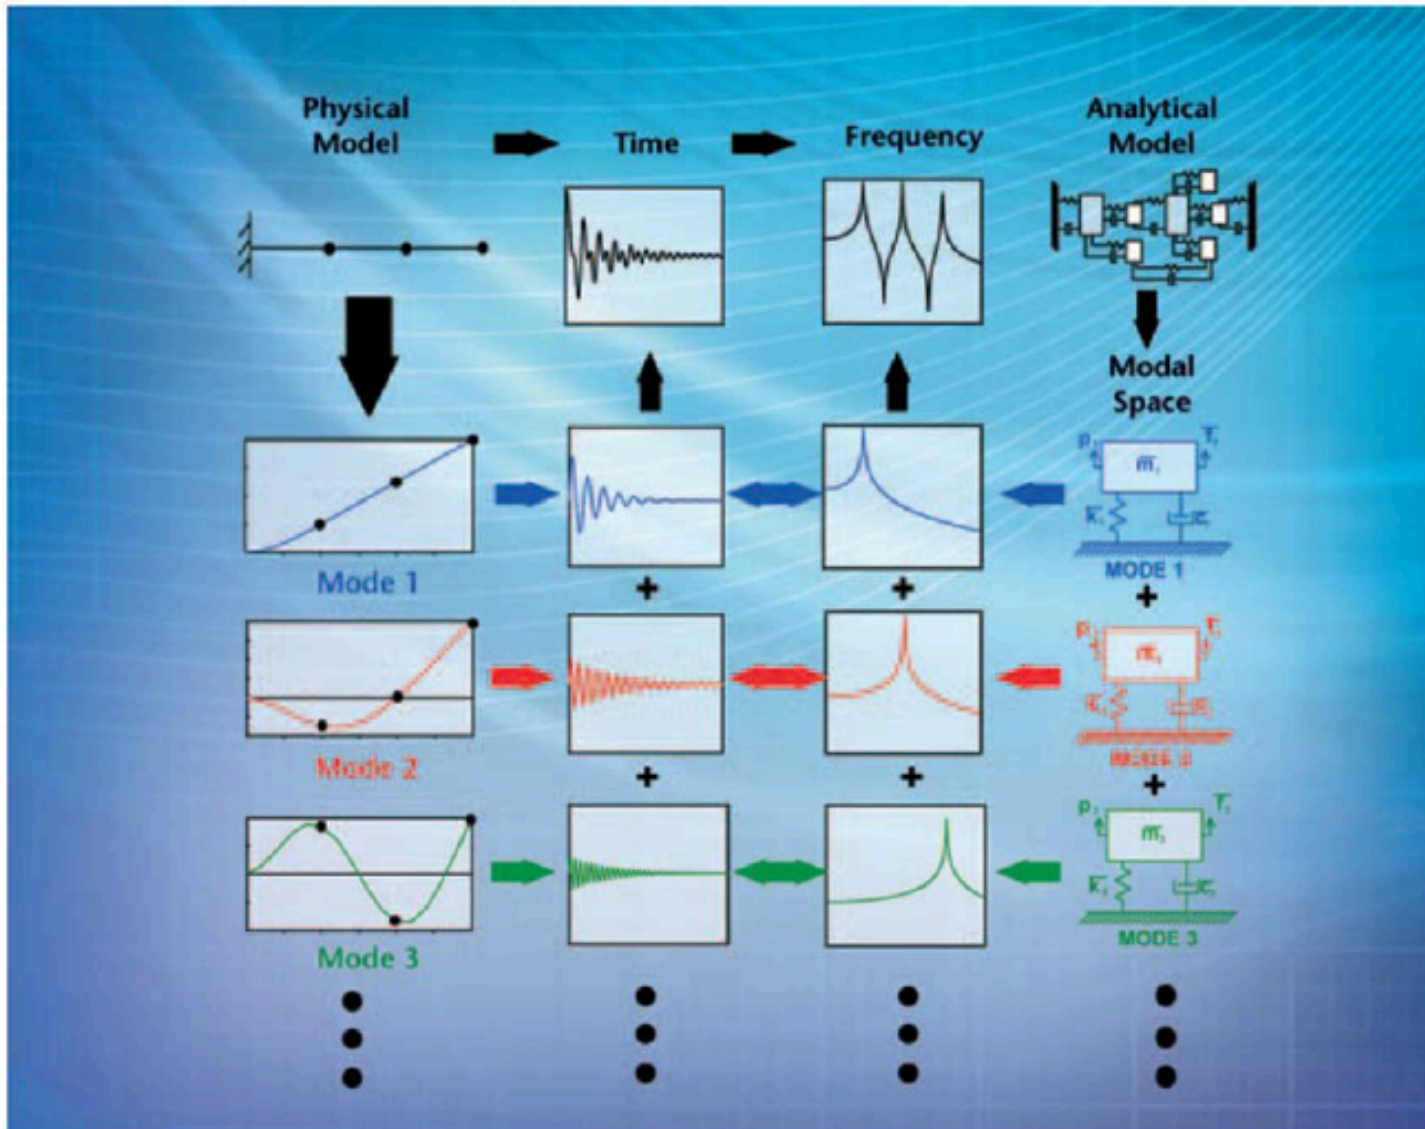 Physical
Model
Time
Frequency
Analytical
Model
Modal
Space
Mode 1
+
+
MODE 1
+
Mode 2
+
+
+
Mode 3
MODE 3